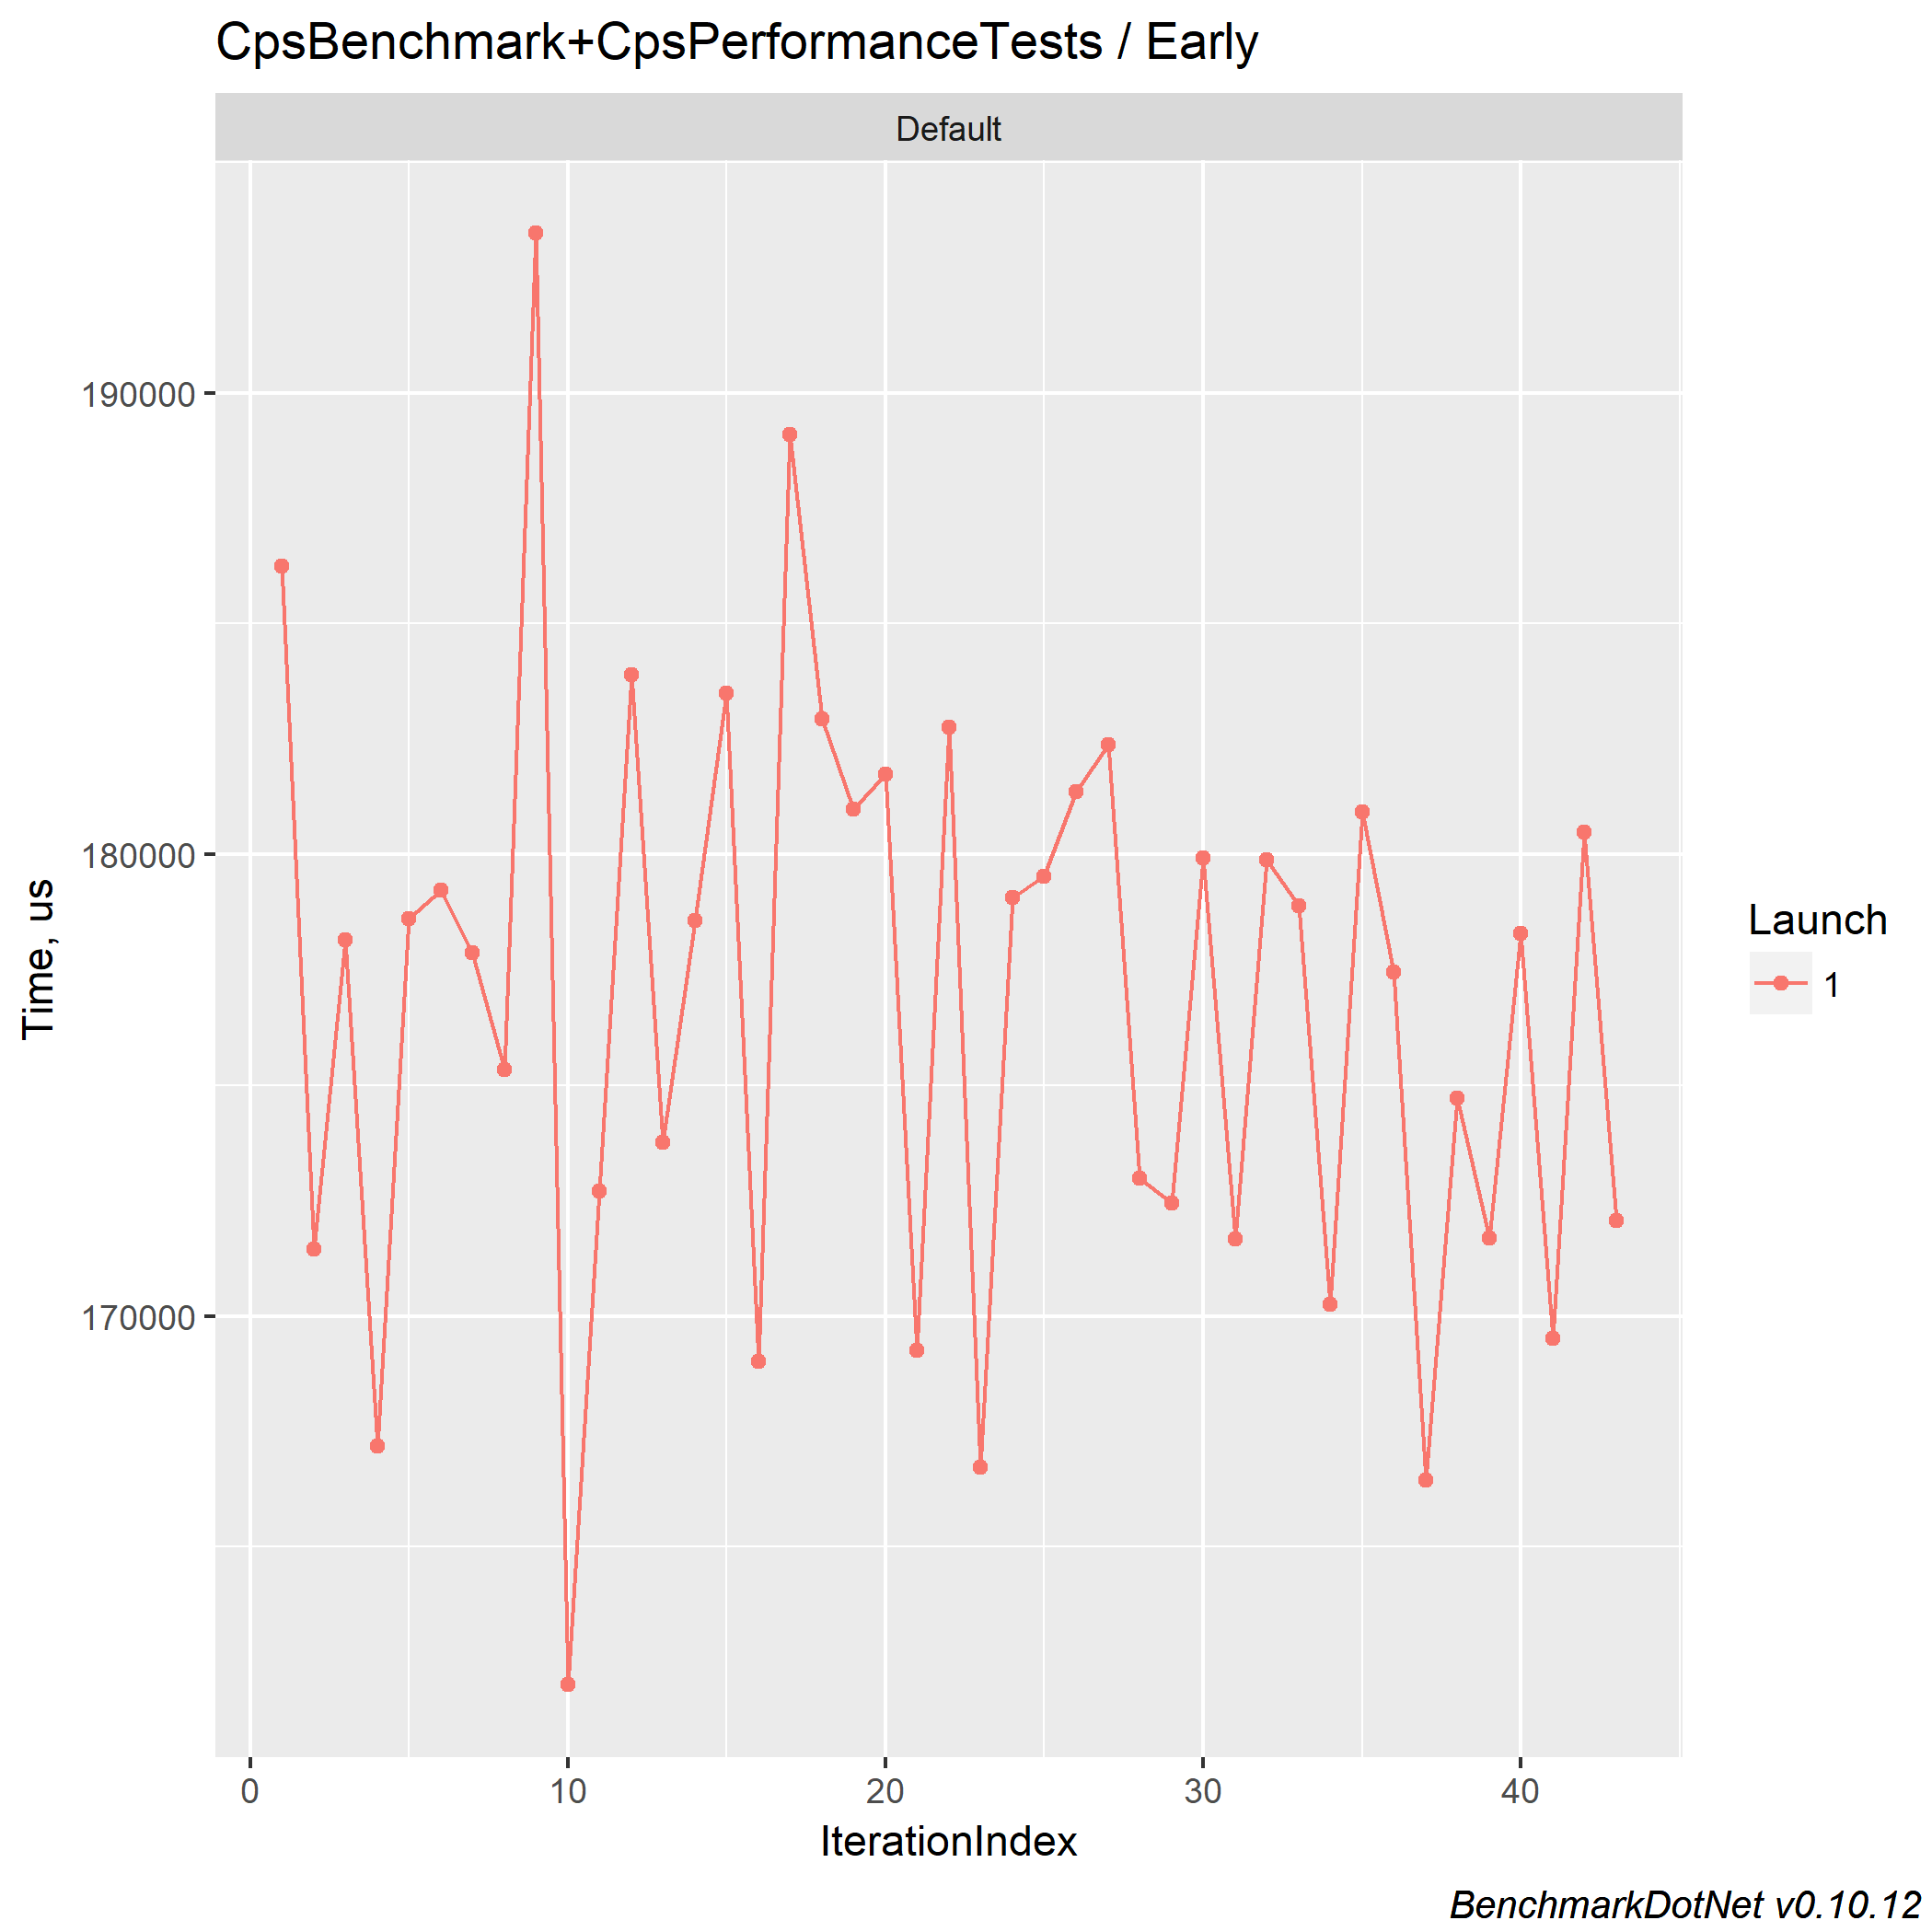 CpsBenchmark+CpsPerformanceTests / Early
Default
190000
180000
170000
Time, us
0 10 20 30 40
IterationIndex
Launch
1
BenchmarkDotNet v0.10.12